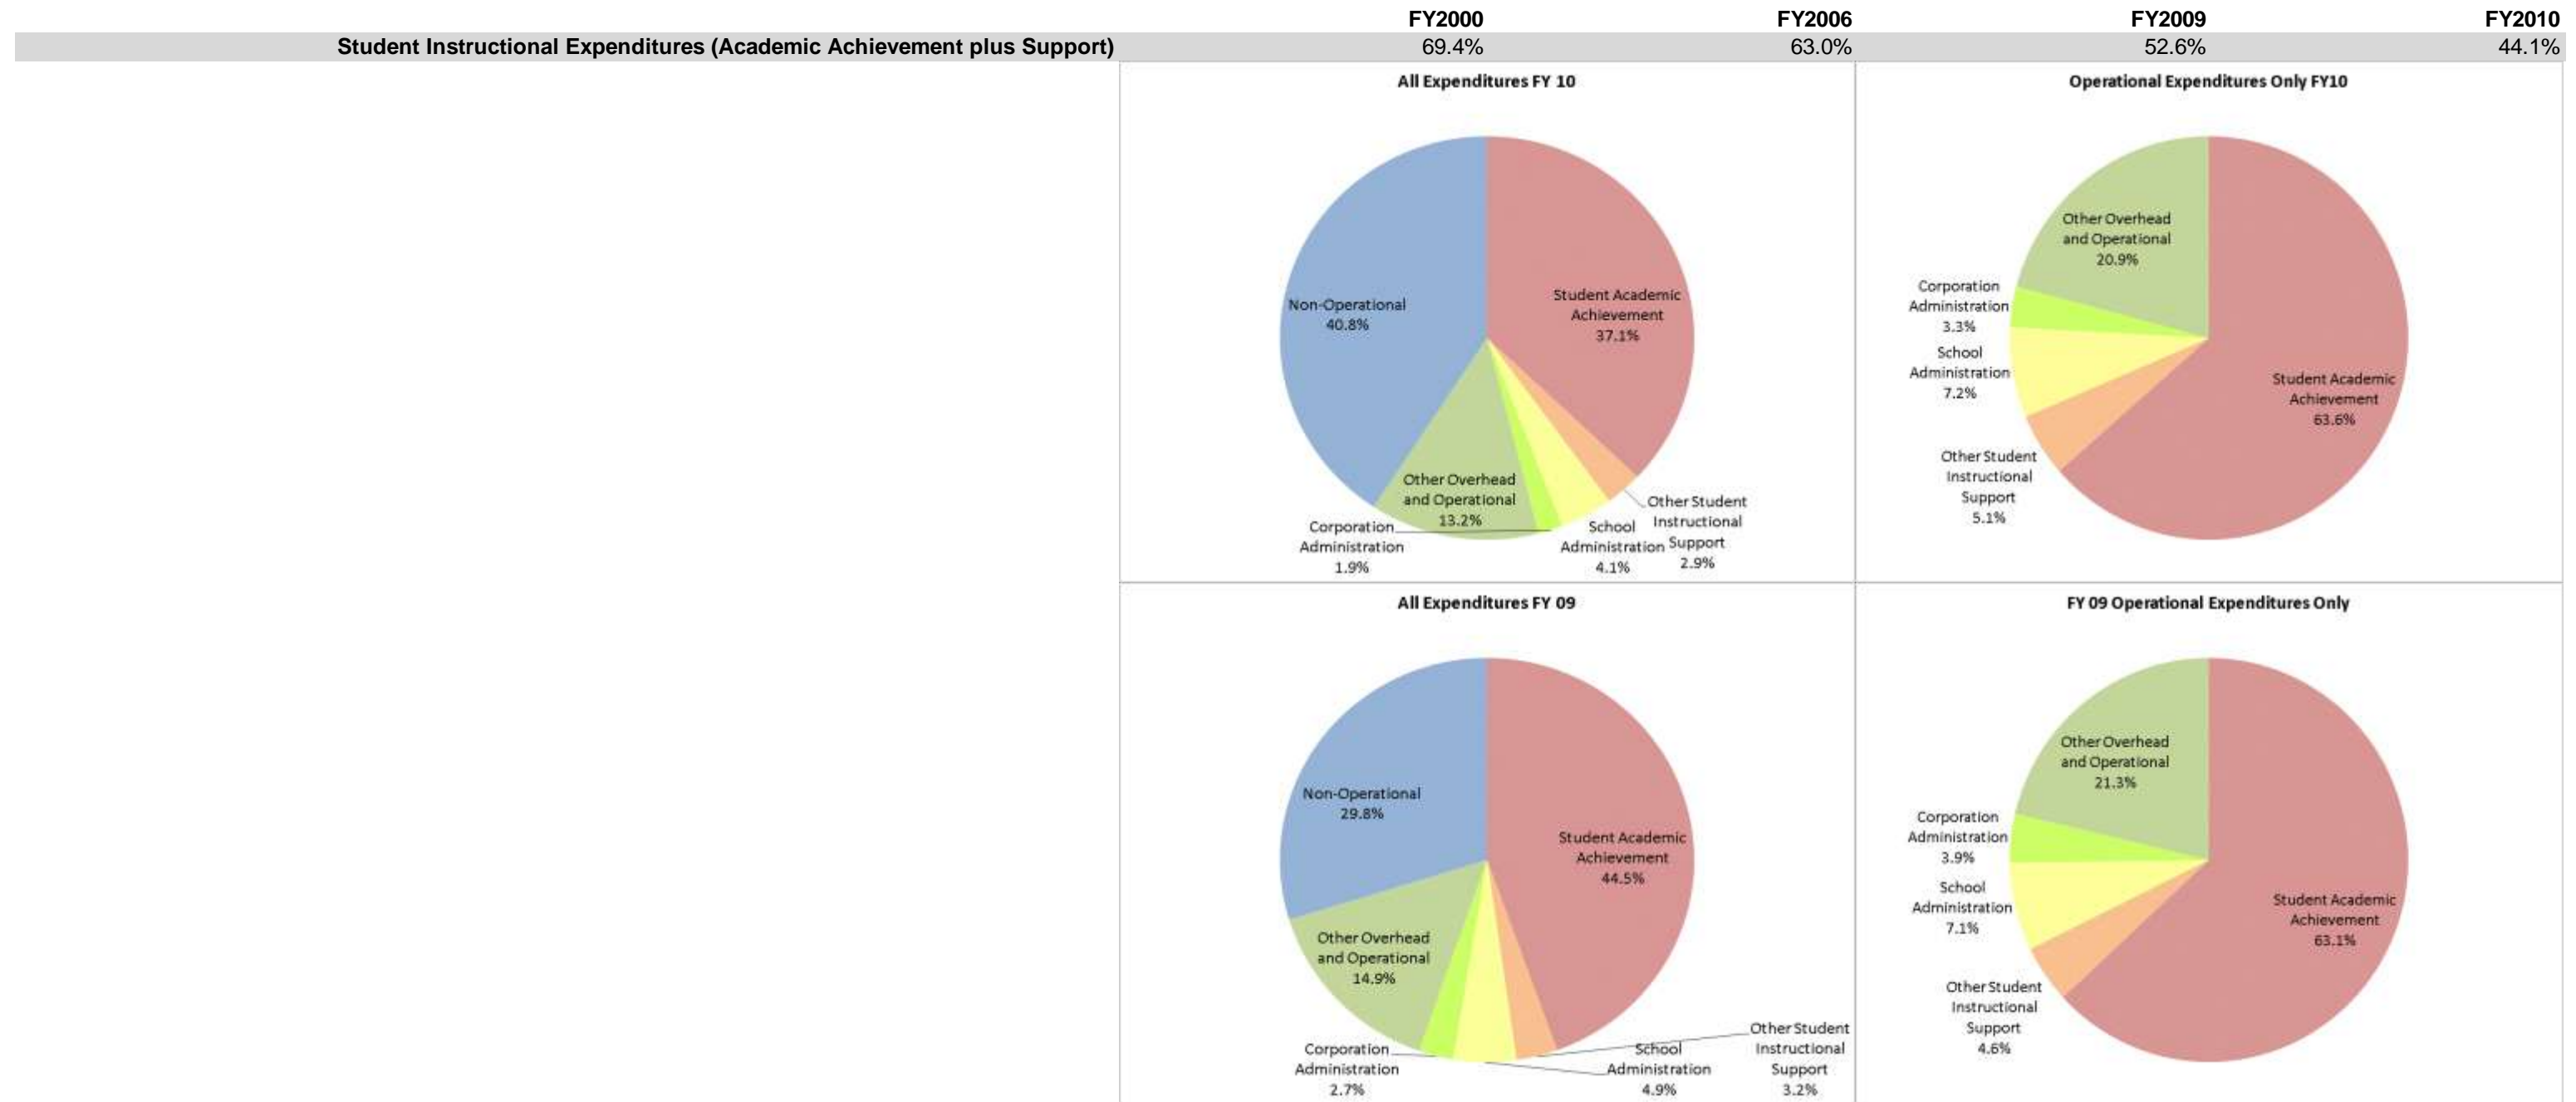 FY2000 FY2006 FY2009 FY2010
Student Instructional Expenditures (Academic Achievement plus Support) 69.4% 63.0% 52.6% 44.1%
All Expenditures FY 10
Non-Operational
40.8%
Student Academic
Achievement
37.1%
Other Overhead
and Operational
13.2%
Corporation
Administration
1.9%
School
Administration
4.1%
Other Student
Instructional
Support
2.9%
Operational Expenditures Only FY10
Other Overhead
and Operational
20.9%
Corporation
Administration
3.3%
School
Administration
7.2%
Other Student
Instructional
Support
5.1%
Student Academic
Achievement
63.6%
All Expenditures FY 09
Non-Operational
29.8%
Student Academic
Achievement
44.5%
Other Overhead
and Operational
14.9%
Corporation
Administration
2.7%
School
Administration
4.9%
Other Student
Instructional
Support
3.2%
FY 09 Operational Expenditures Only
Other Overhead
and Operational
21.3%
Corporation
Administration
3.9%
School
Administration
7.1%
Other Student
Instructional
Support
4.6%
Student Academic
Achievement
63.1%